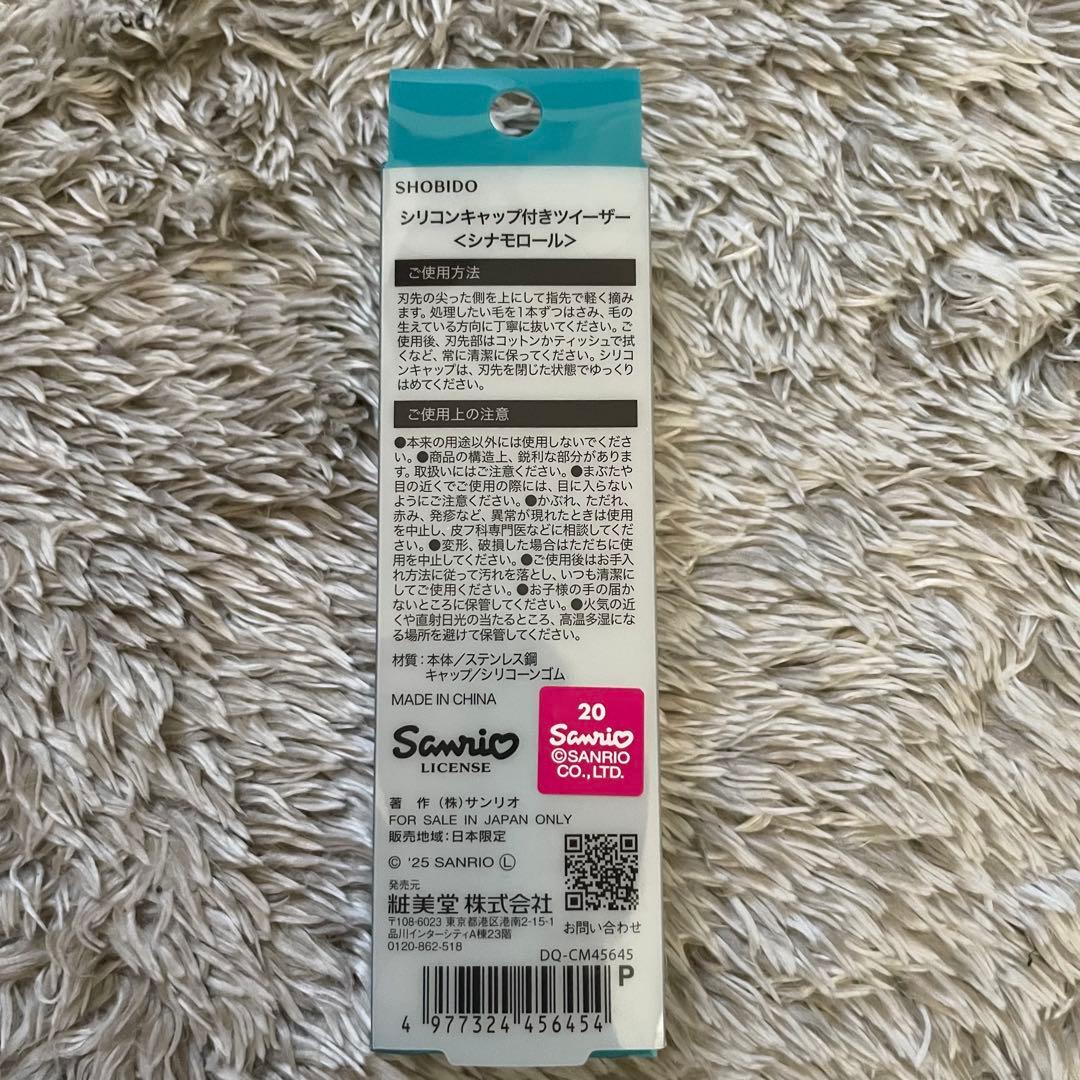 SHOBIDO
シリコンキャップ付きツイーザー
<シナモロール>
ご使用方法
刃先の尖った側を上にして指先で軽く摘み
ます。処理したい毛を1本ずつはさみ、毛の
生えている方向に丁寧に抜いてください。ご
使用後、刃先部はコットンかティッシュで拭
くなど、常に清潔に保ってください。シリコ
ンキャップは、刃先を閉じた状態でゆっくり
はめてください。
ご使用上の注意
●本来の用途以外には使用しないでくださ
い。●商品の構造上、鋭利な部分がありま
す。取扱いにはご注意ください。●まぶたや
目の近くでご使用の際には、目に入らない
ようにご注意ください。●かぶれ、ただれ、
赤み、発疹など、異常が現れたときは使用
を中止し、皮フ科専門医などに相談してくだ
さい。●変形、破損した場合はただちに使
用を中止してください。●ご使用後はお手入
れ方法に従って汚れを落とし、いつも清潔に
してご使用ください。●お子様の手の届か
ないところに保管してください。●火気の近
くや直射日光の当たるところ、高温多湿にな
る場所を避けて保管してください。
材質:本体/ステンレス鋼
キャップ/シリコーンゴム
MADE IN CHINA
Sanrio
LICENSE
20
Sanrio
©SANRIO
CO., LTD.
著 作 (株)サンリオ
FOR SALE IN JAPAN ONLY
販売地域:日本限定
© '25 SANRIO Ⓛ
発売元
粧美堂 株式会社
〒108-6023 東京都港区港南2-15-1
品川インターシティA棟23階
0120-862-518
お問い合わせ
DQ-CM45645
P
4 977324 456454